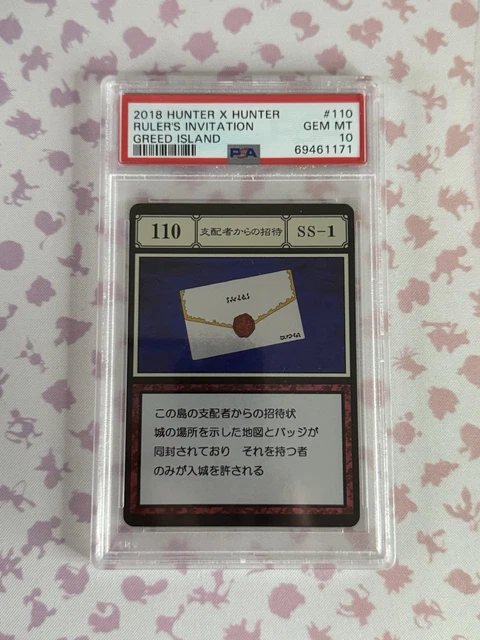 2018 HUNTER X HUNTER #110
RULER'S INVITATION GEM MT
GREED ISLAND 10
PSA 69461171
110 支配者からの招待 SS-1
この島の支配者からの招待状
城の場所を示した地図とバッジが
同封されており それを持つ者
のみが入城を許される